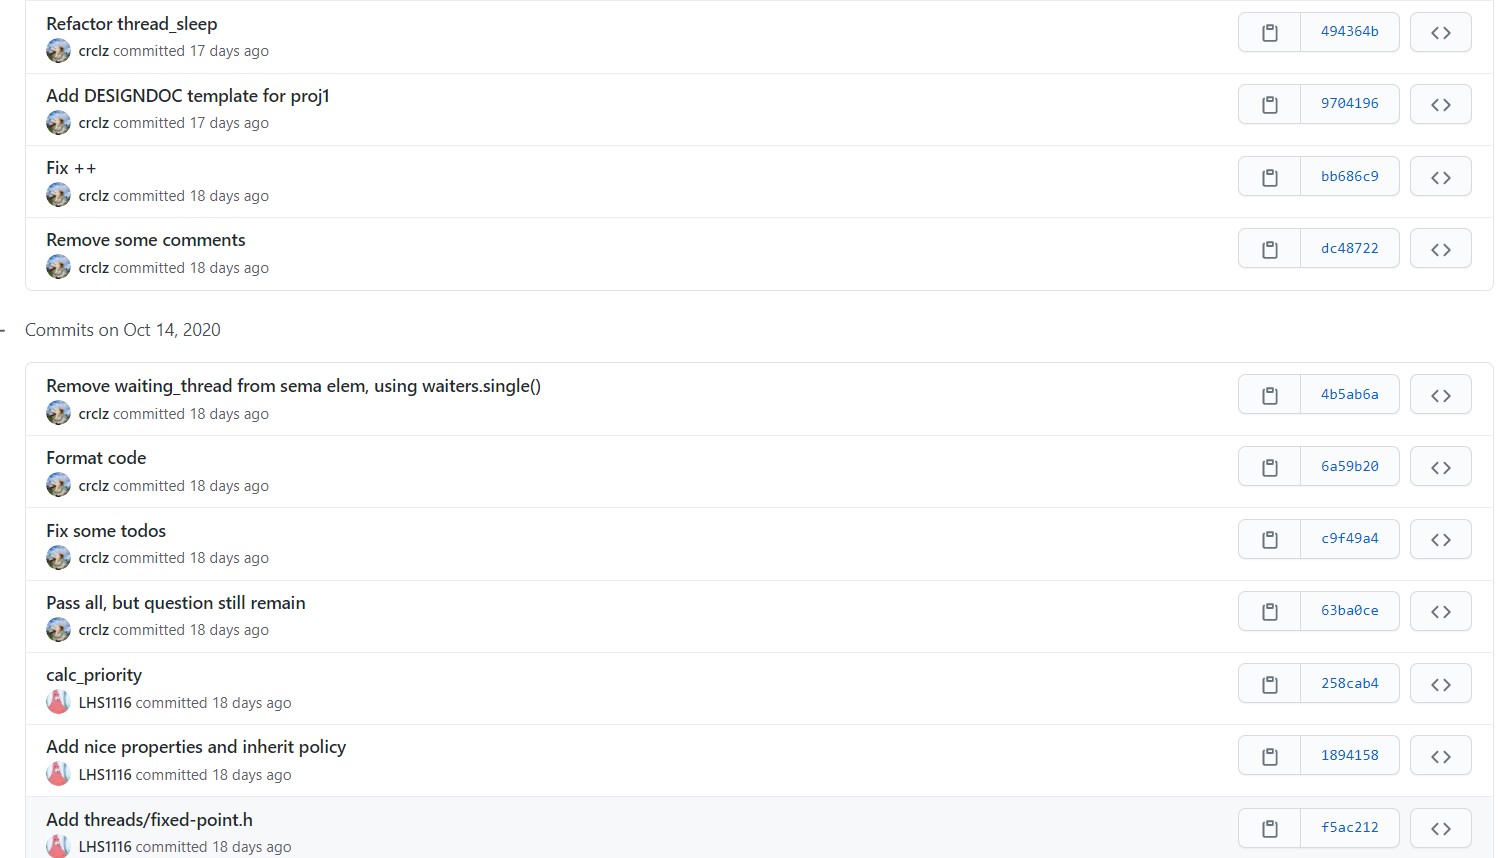 Refactor thread_sleep
494364b
crclz committed 17 days ago
Add DESIGNDOC template for proj1
9704196
crclz committed 17 days ago
Fix ++
bb686c9
crclz committed 18 days ago
Remove some comments
dc48722
crclz committed 18 days ago
Commits on Oct 14, 2020
Remove waiting_thread from sema elem, using waiters.single()
4b5ab6a
crclz committed 18 days ago
Format code
6a59b20
crclz committed 18 days ago
Fix some todos
c9f49a4
crclz committed 18 days ago
Pass all, but question still remain
63ba0ce
crclz committed 18 days ago
calc_priority
258cab4
LHS1116 committed 18 days ago
Add nice properties and inherit policy
1894158
LHS1116 committed 18 days ago
Add threads/fixed-point.h
f5ac212
LHS1116 committed 18 days ago